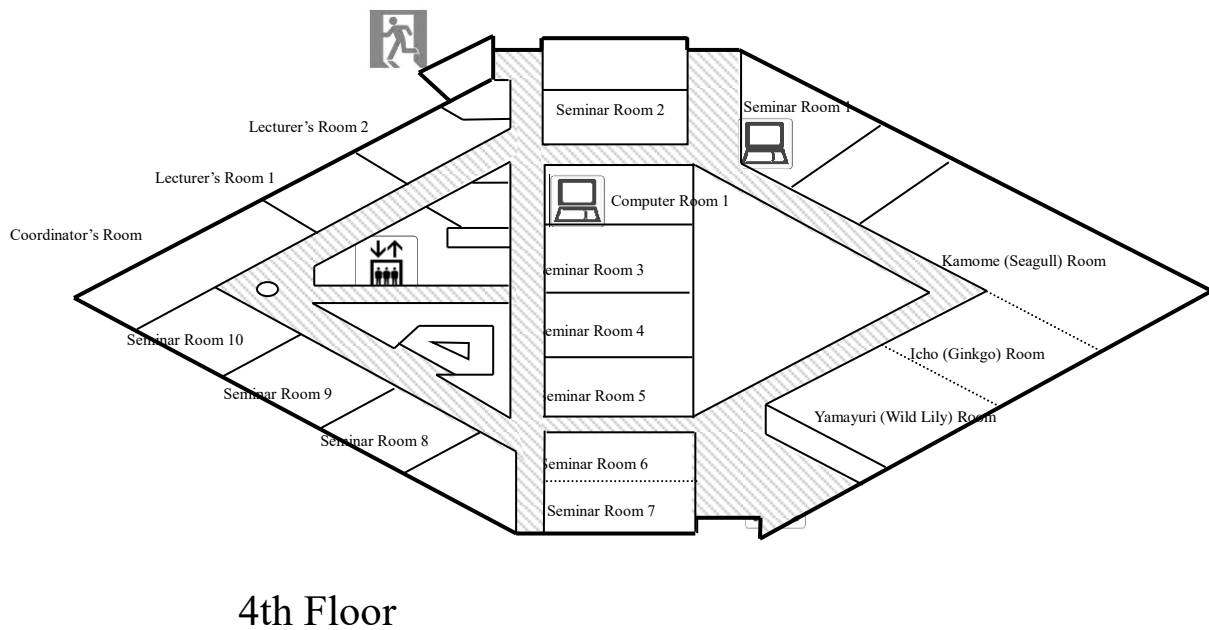 Seminar Room 2
Seminar Room 1
Lecturer's Room 2
Lecturer's Room 1
Computer Room 1
Coordinator's Room
Kamome (Seagull) Room
eminar Room 3
eminar Room 4
Seminar Room 10
Icho (Ginkgo) Room
Seminar Room 9
eminar Room 5
Yamayuri (Wild Lily) Room
Seminar Room 8
Seminar Room 6
Seminar Room 7
4th Floor